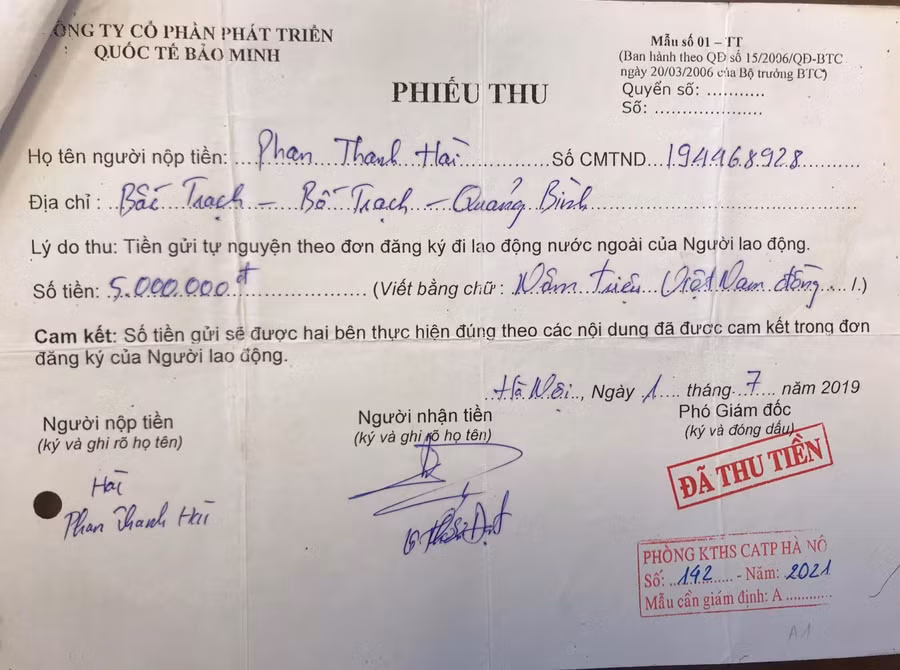 ÔNG TY CỔ PHẦN PHÁT TRIỂN
QUỐC TẾ BẢO MINH
Mẫu số 01 – TT
(Ban hành theo QĐ số 15/2006/QĐ-BTC
ngày 20/03/2006 của Bộ trưởng BTC)
Quyển số: ...........
Số: ....................
PHIẾU THU
Họ tên người nộp tiền: Phan Thanh Hài Số CMTND 194468928
Địa chỉ : Bắc Trạch – Bố Trạch – Quảng Bình
Lý do thu: Tiền gửi tự nguyện theo đơn đăng ký đi lao động nước ngoài của Người lao động.
Số tiền: 5.000.000đ (Viết bằng chữ : Năm triệu Việt Nam đồng ./.)
Cam kết: Số tiền gửi sẽ được hai bên thực hiện đúng theo các nội dung đã được cam kết trong đơn
đăng ký của Người lao động.
Hà Nội, Ngày 1 tháng 7 năm 2019
Người nộp tiền
(ký và ghi rõ họ tên)
Người nhận tiền
(ký và ghi rõ họ tên)
Phó Giám đốc
(ký và đóng dấu)
ĐÃ THU TIỀN
Hài
Phan Thanh Hài
PHÒNG KTHS CATP HÀ NỘ
Số: 142 - Năm: 2021
Mẫu cần giám định: A ...........
A1